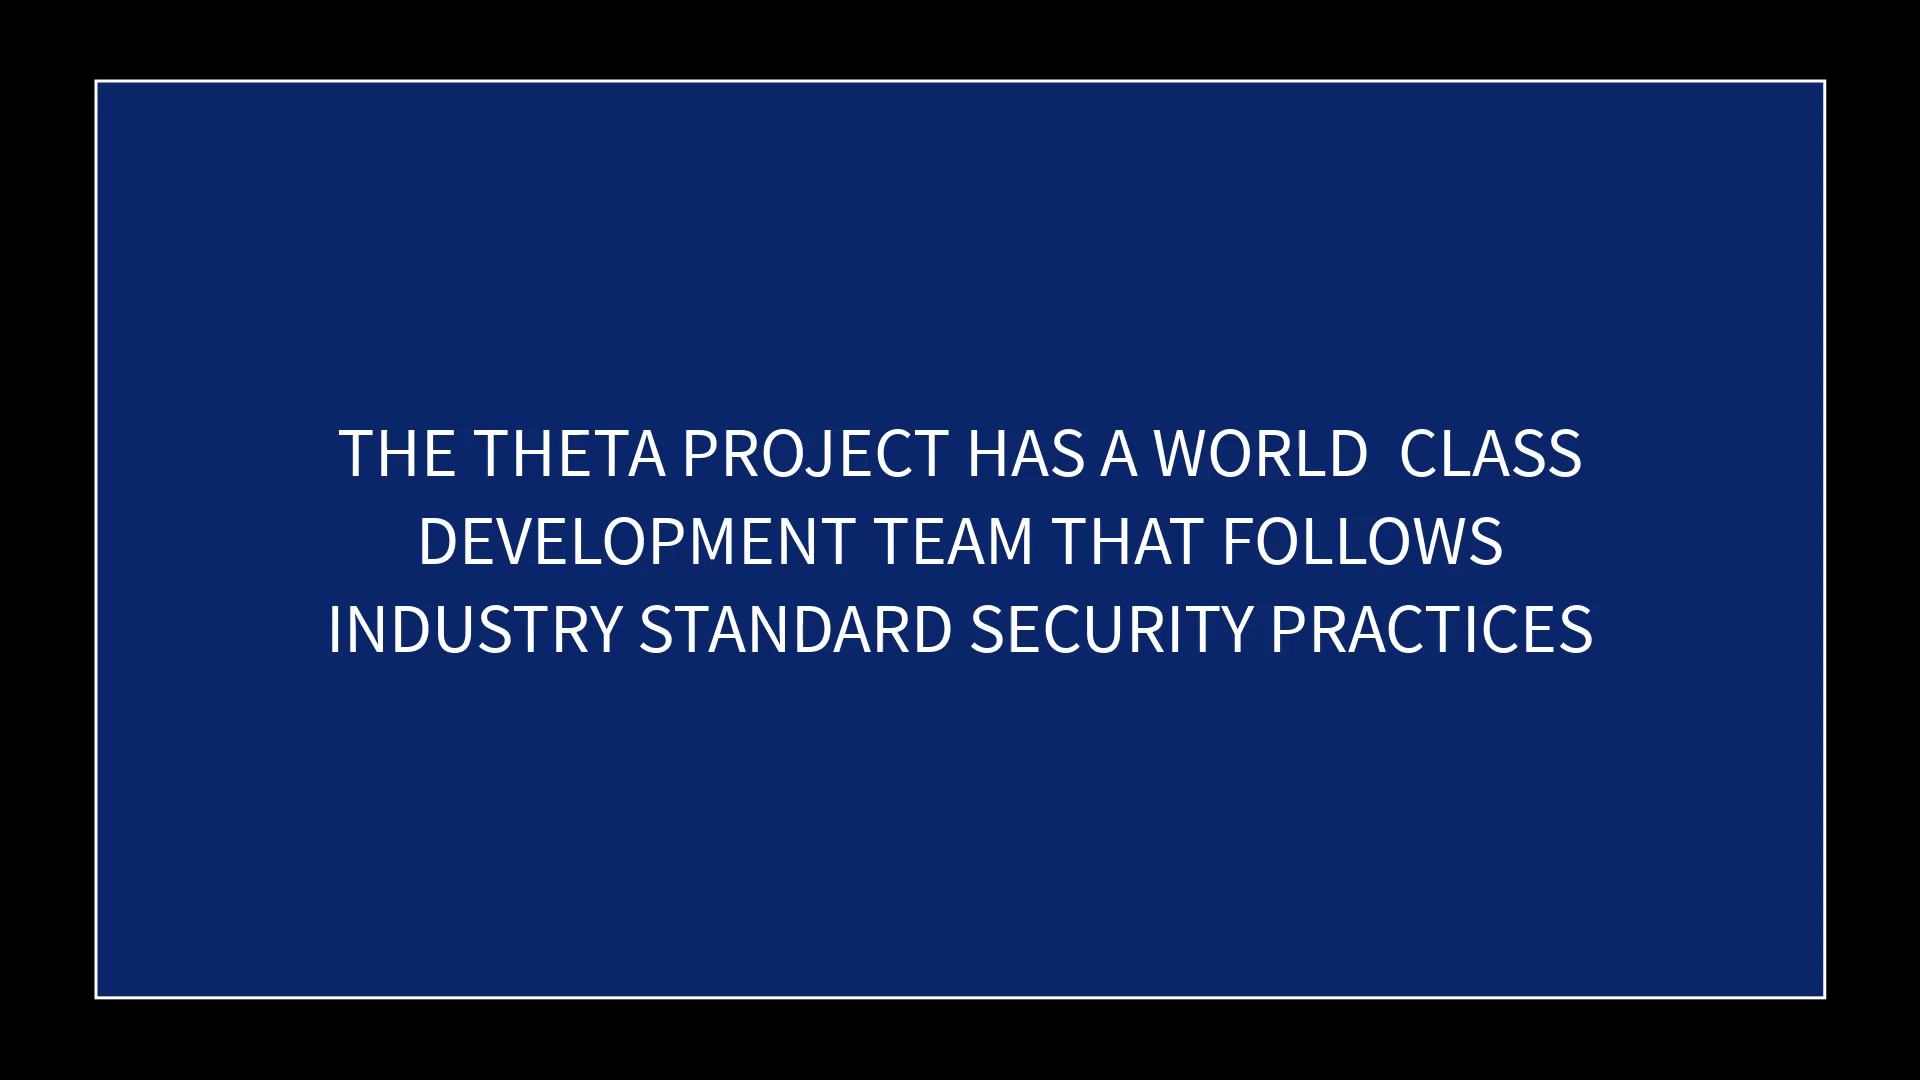 THE THETA PROJECT HAS A WORLD  CLASS
DEVELOPMENT TEAM THAT FOLLOWS
INDUSTRY STANDARD SECURITY PRACTICES